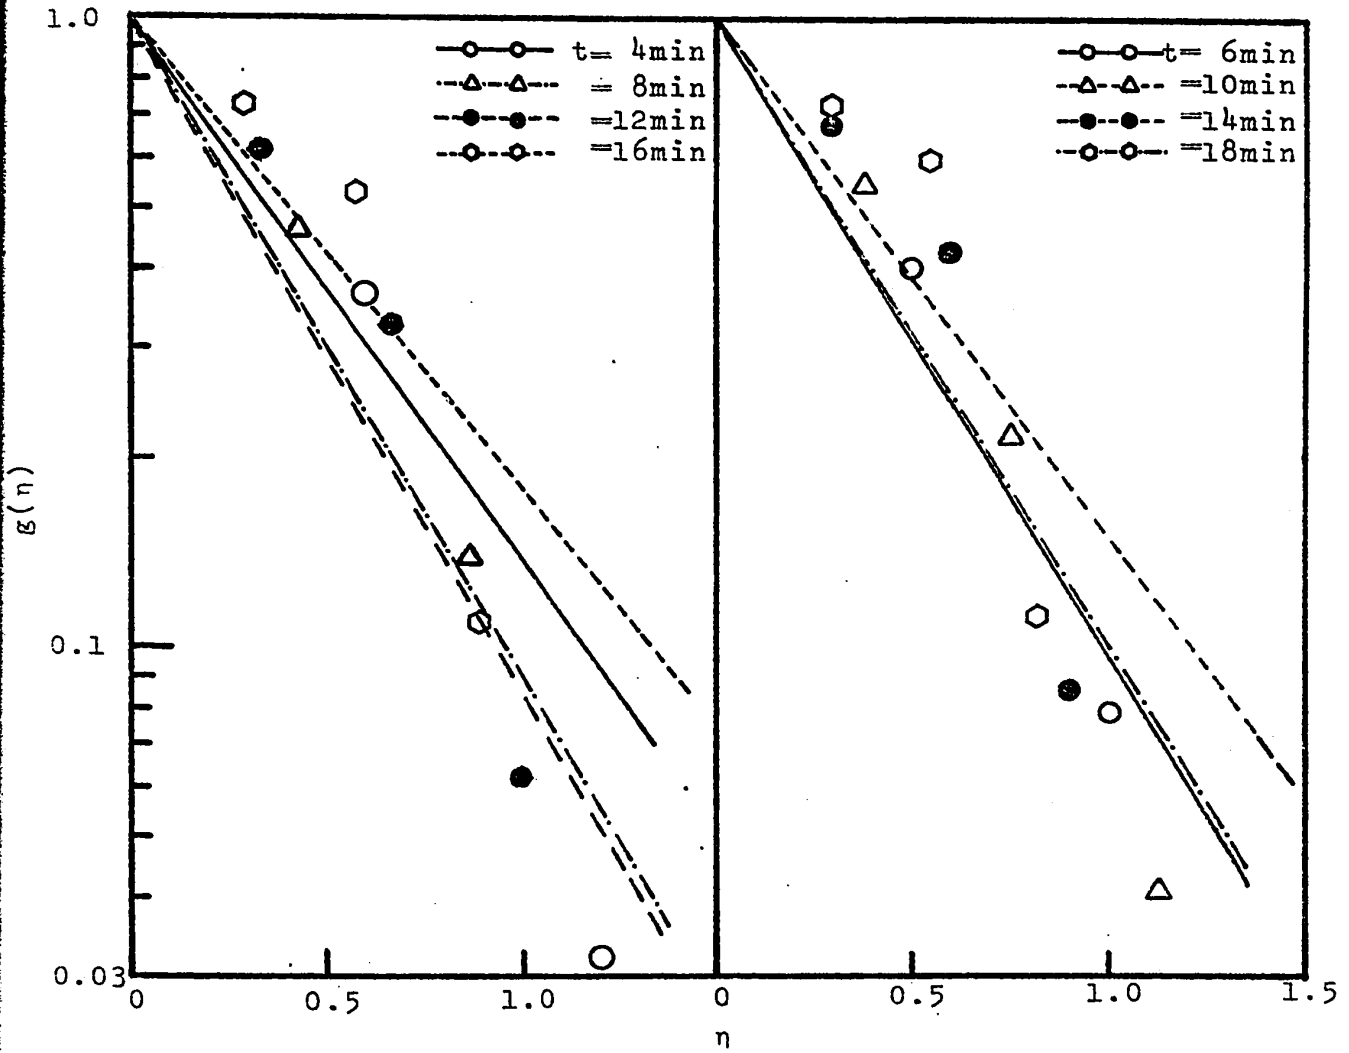 1.0
t= 4min
= 8min
=12min
=16min
t= 6min
=10min
=14min
=18min
g(η)
0.1
0.03
0 0.5 1.0 0 0.5 1.0 1.5
η